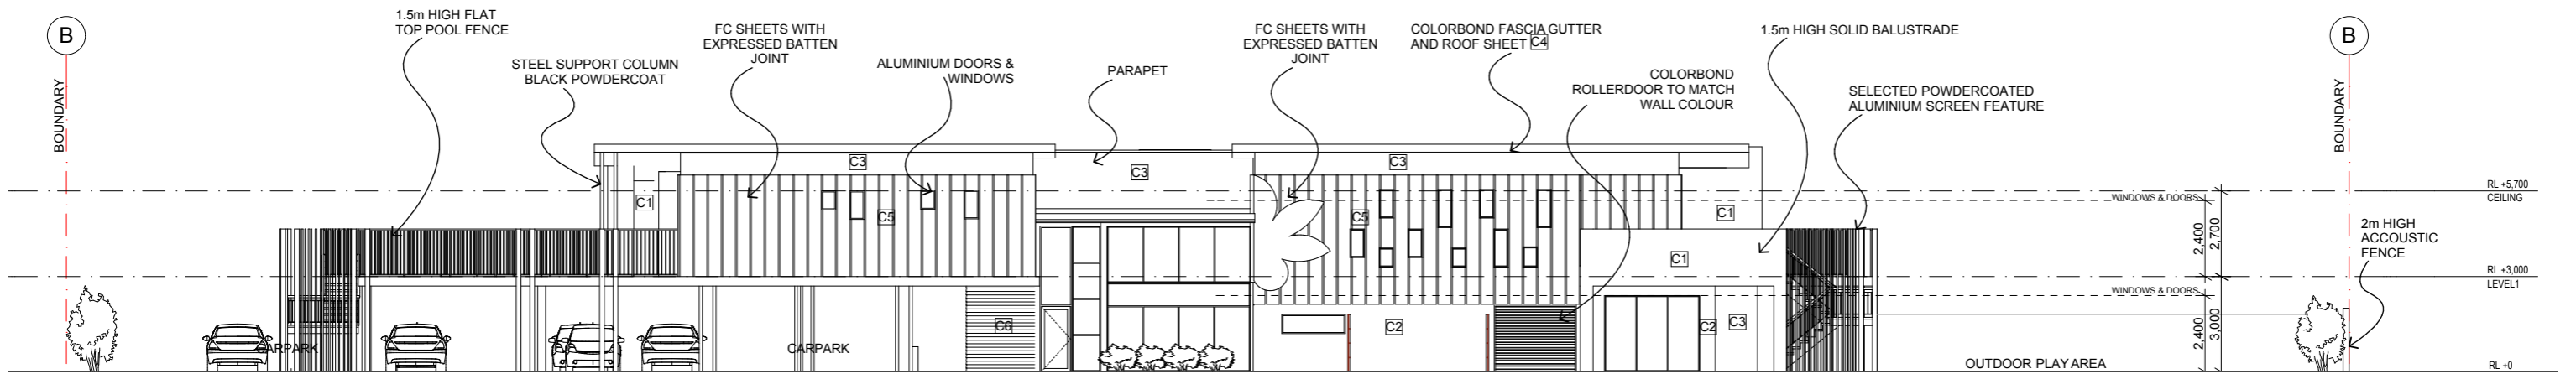 B
BOUNDARY
1.5m HIGH FLAT
TOP POOL FENCE
STEEL SUPPORT COLUMN
BLACK POWDERCOAT
FC SHEETS WITH
EXPRESSED BATTEN
JOINT
ALUMINIUM DOORS &
WINDOWS
PARAPET
FC SHEETS WITH
EXPRESSED BATTEN
JOINT
COLORBOND FASCIA GUTTER
AND ROOF SHEET C4
COLORBOND
ROLLERDOOR TO MATCH
WALL COLOUR
1.5m HIGH SOLID BALUSTRADE
SELECTED POWDERCOATED
ALUMINIUM SCREEN FEATURE
B
BOUNDARY
C3
C3
C3
C1
C5
C5
C1
C1
C6
C2
C2
C3
CARPARK
CARPARK
WINDOWS & DOORS
WINDOWS & DOORS
2,400
2,700
2,400
3,000
RL +5,700
CEILING
2m HIGH
ACCOUSTIC
FENCE
RL +3,000
LEVEL1
OUTDOOR PLAY AREA
RL +0